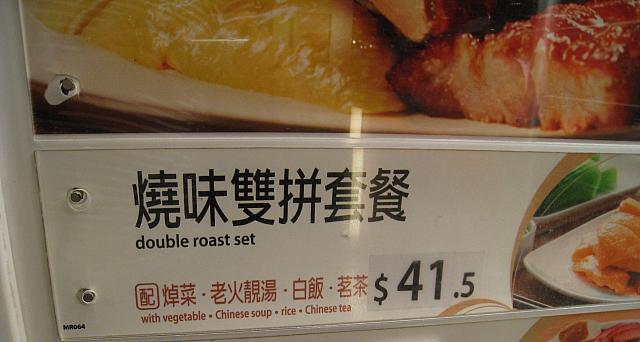 燒味雙拼套餐
double roast set
配 焯菜·老火靚湯·白飯·茗茶 $41.5
with vegetable • Chinese soup • rice • Chinese tea
MR064